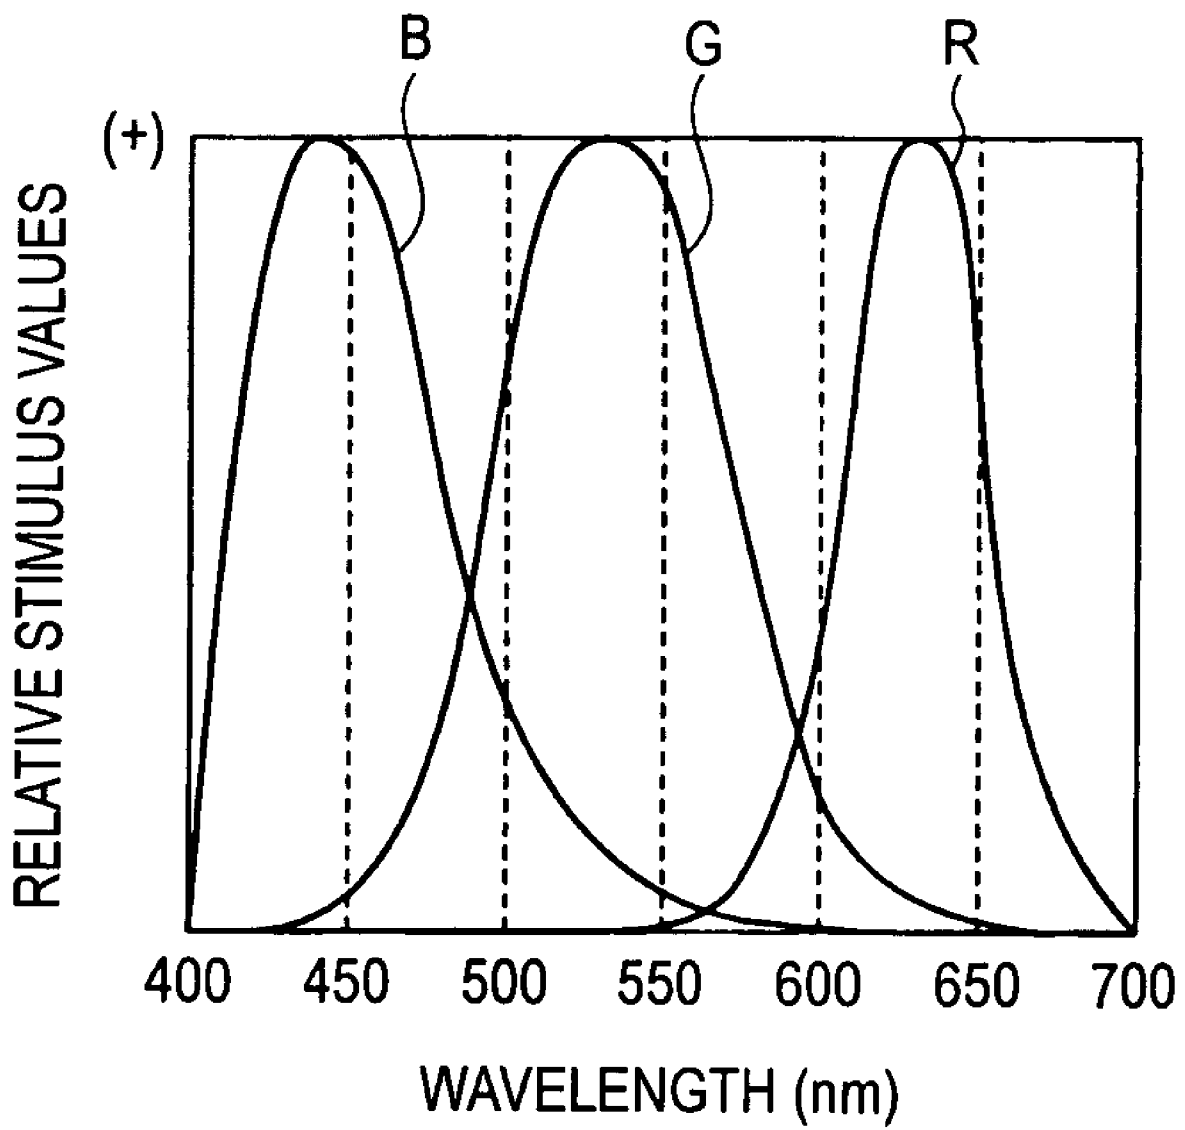 B G R
(+)
RELATIVE STIMULUS VALUES
400 450 500 550 600 650 700
WAVELENGTH (nm)